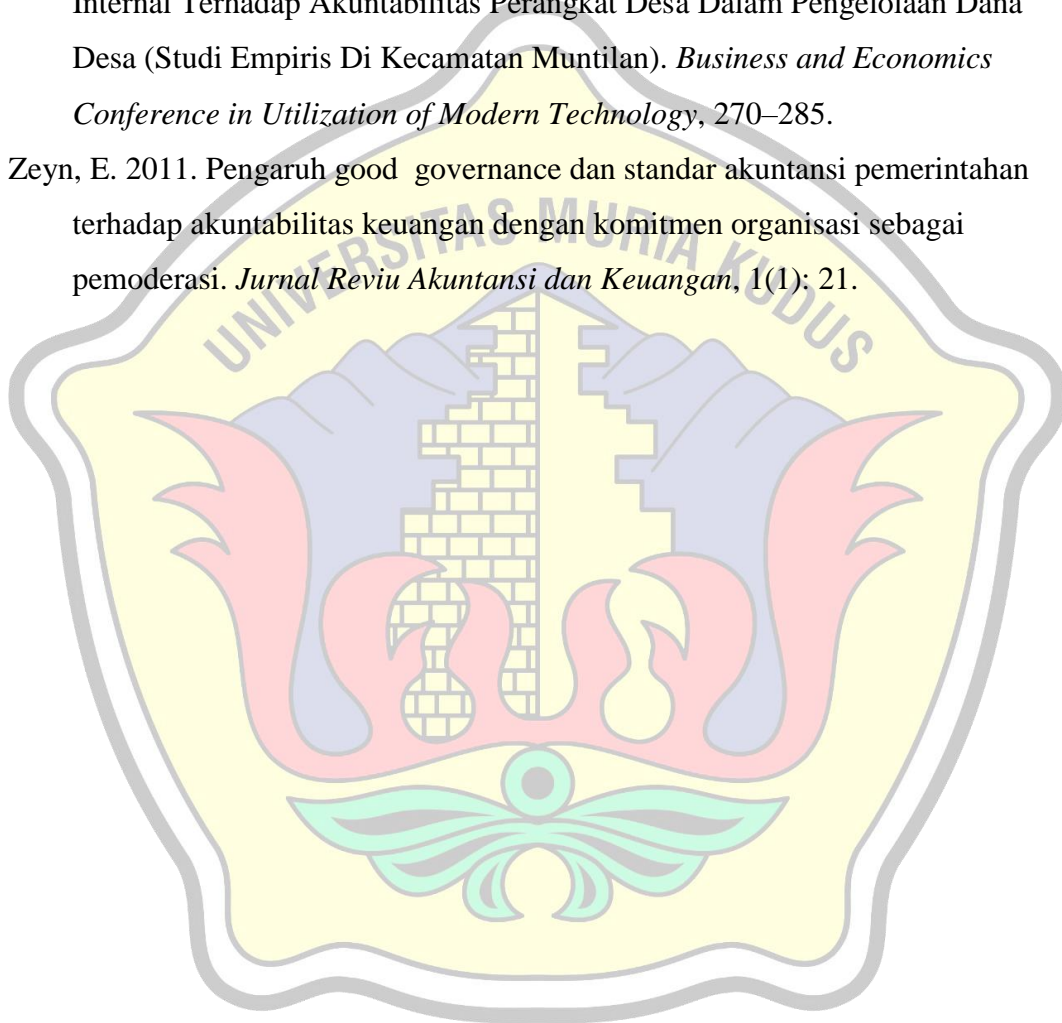 Internal Terhadap Akuntabilitas Perangkat Desa Dalam Pengelolaan Dana
Desa (Studi Empiris Di Kecamatan Muntilan). Business and Economics
Conference in Utilization of Modern Technology, 270–285.
Zeyn, E. 2011. Pengaruh good  governance dan standar akuntansi pemerintahan
terhadap akuntabilitas keuangan dengan komitmen organisasi sebagai
pemoderasi. Jurnal Reviu Akuntansi dan Keuangan, 1(1): 21.
UNIVERSITAS MURIA KUDUS